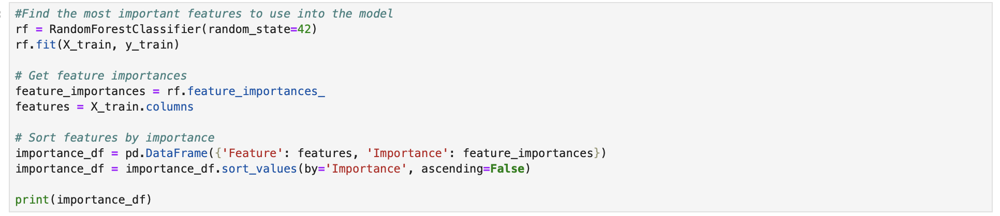 #Find the most important features to use into the model
rf = RandomForestClassifier(random_state=42)
rf.fit(X_train, y_train)
# Get feature importances
feature_importances = rf.feature_importances_
features = X_train.columns
# Sort features by importance
importance_df = pd.DataFrame({'Feature': features, 'Importance': feature_importances})
importance_df = importance_df.sort_values(by='Importance', ascending=False)
print(importance_df)